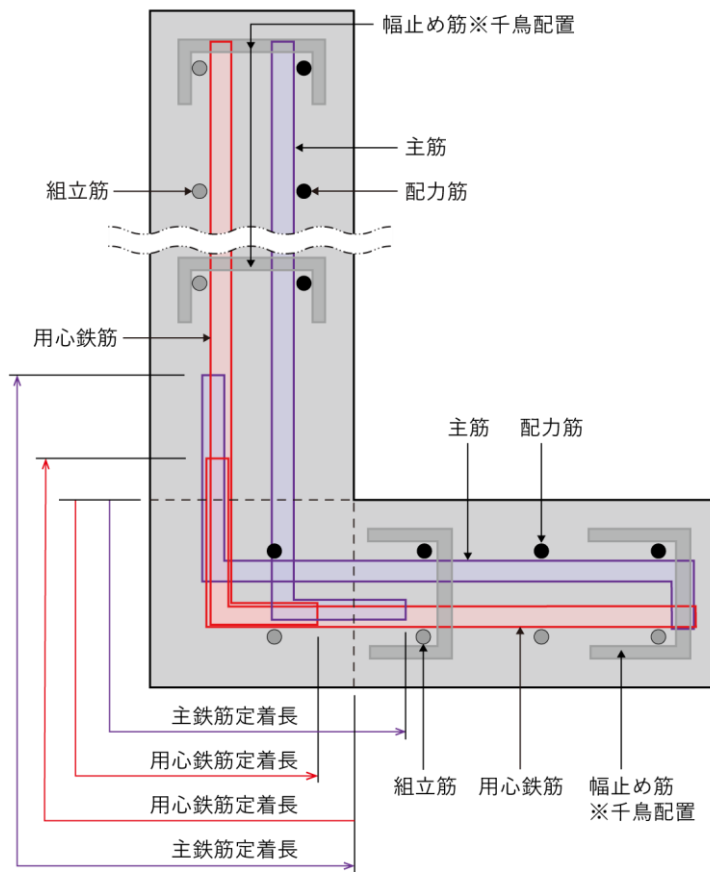 幅止め筋※千鳥配置
主筋
組立筋
配力筋
用心鉄筋
主筋
配力筋
主鉄筋定着長
用心鉄筋定着長
組立筋
用心鉄筋
幅止め筋
※千鳥配置
用心鉄筋定着長
主鉄筋定着長